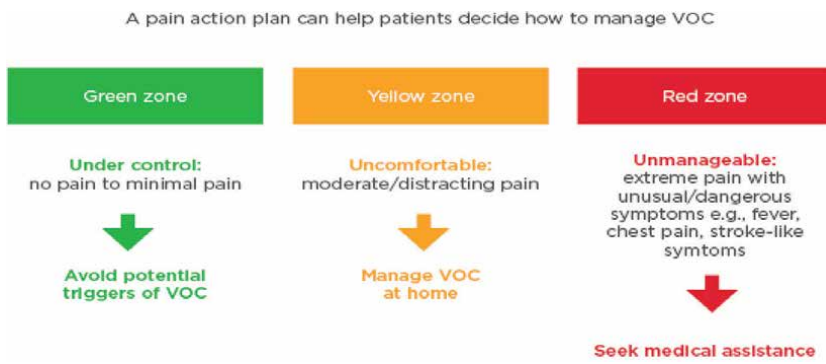 A pain action plan can help patients decide how to manage VOC
Green zone
Yellow zone
Red zone
Under control:
no pain to minimal pain
Avoid potential
triggers of VOC
Uncomfortable:
moderate/distracting pain
Manage VOC
at home
Unmanageable:
extreme pain with
unusual/dangerous
symptoms e.g., fever,
chest pain, stroke-like
symtoms
Seek medical assistance